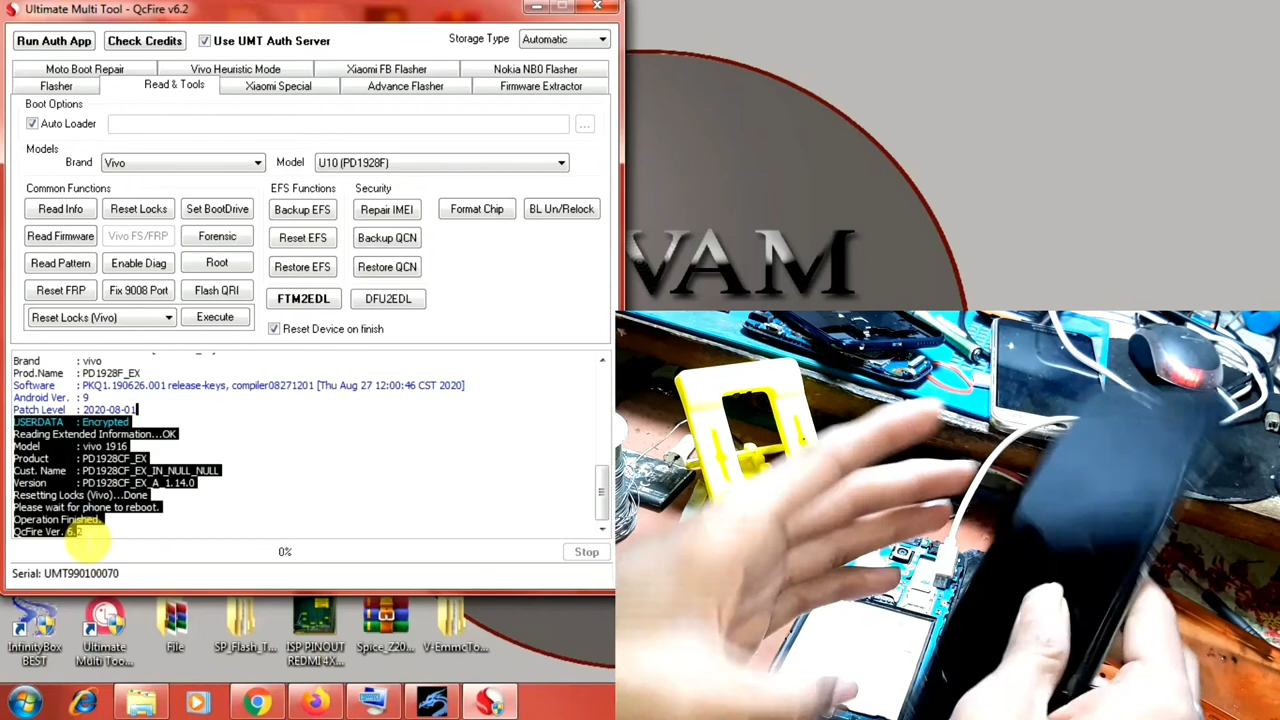 Ultimate Multi Tool - QcFire v6.2
Run Auth App
Check Credits
Use UMT Auth Server
Storage Type
Automatic
Moto Boot Repair
Vivo Heuristic Mode
Xiaomi FB Flasher
Nokia NB0 Flasher
Flasher
Read & Tools
Xiaomi Special
Advance Flasher
Firmware Extractor
Boot Options
Auto Loader
...
Models
Brand
Vivo
Model
U10 (PD1928F)
Common Functions
EFS Functions
Security
Read Info
Reset Locks
Set BootDrive
Backup EFS
Repair IMEI
Format Chip
BL Un/Relock
Read Firmware
Vivo FS/FRP
Forensic
Reset EFS
Backup QCN
Read Pattern
Enable Diag
Root
Restore EFS
Restore QCN
Reset FRP
Fix 9008 Port
Flash QRI
FTM2EDL
DFU2EDL
Reset Locks (Vivo)
Execute
Reset Device on finish
Brand : vivo
Prod.Name : PD1928F_EX
Software : PKQ1.190626.001 release-keys, compiler08271201 [Thu Aug 27 12:00:46 CST 2020]
Android Ver. : 9
Patch Level : 2020-08-01
USERDATA : Encrypted
Reading Extended Information...OK
Model : vivo 1916
Product : PD1928CF_EX
Cust. Name : PD1928CF_EX_IN_NULL_NULL
Version : PD1928CF_EX_A_1.14.0
Resetting Locks (Vivo)...Done
Please wait for phone to reboot.
Operation Finished.
QcFire Ver. 6.2
0%
Stop
Serial: UMT990100070
VAM
InfinityBox BEST
Ultimate Multi Too...
File
SP_Flash_T...
ISP PINOUT REDMI 4X...
Spice_Z20...
V-EmmcTo...